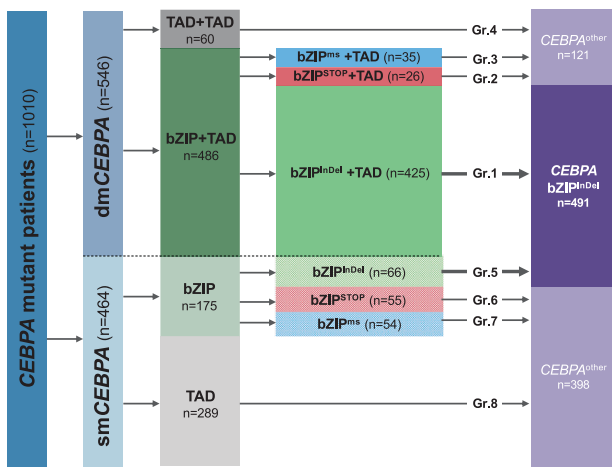 CEBPA mutant patients (n=1010)
dmCEBPA (n=546)
smCEBPA (n=464)
TAD+TAD
n=60
bZIP+TAD
n=486
bZIP
n=175
TAD
n=289
bZIPms +TAD (n=35)
bZIPSTOP+TAD (n=26)
bZIPInDel +TAD (n=425)
bZIPInDel (n=66)
bZIPSTOP (n=55)
bZIPms (n=54)
Gr.4
Gr.3
Gr.2
Gr.1
Gr.5
Gr.6
Gr.7
Gr.8
CEBPAother
n=121
CEBPA
bZIPInDel
n=491
CEBPAother
n=398